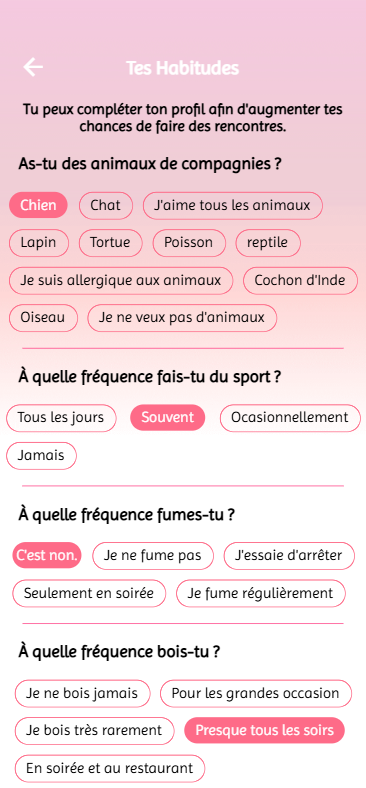 Tes Habitudes
Tu peux compléter ton profil afin d'augmenter tes
chances de faire des rencontres.
As-tu des animaux de compagnies ?
Chien Chat J'aime tous les animaux
Lapin Tortue Poisson reptile
Je suis allergique aux animaux Cochon d'Inde
Oiseau Je ne veux pas d'animaux
À quelle fréquence fais-tu du sport ?
Tous les jours Souvent Ocasionnellement
Jamais
À quelle fréquence fumes-tu ?
C'est non. Je ne fume pas J'essaie d'arrêter
Seulement en soirée Je fume régulièrement
À quelle fréquence bois-tu ?
Je ne bois jamais Pour les grandes occasion
Je bois très rarement Presque tous les soirs
En soirée et au restaurant